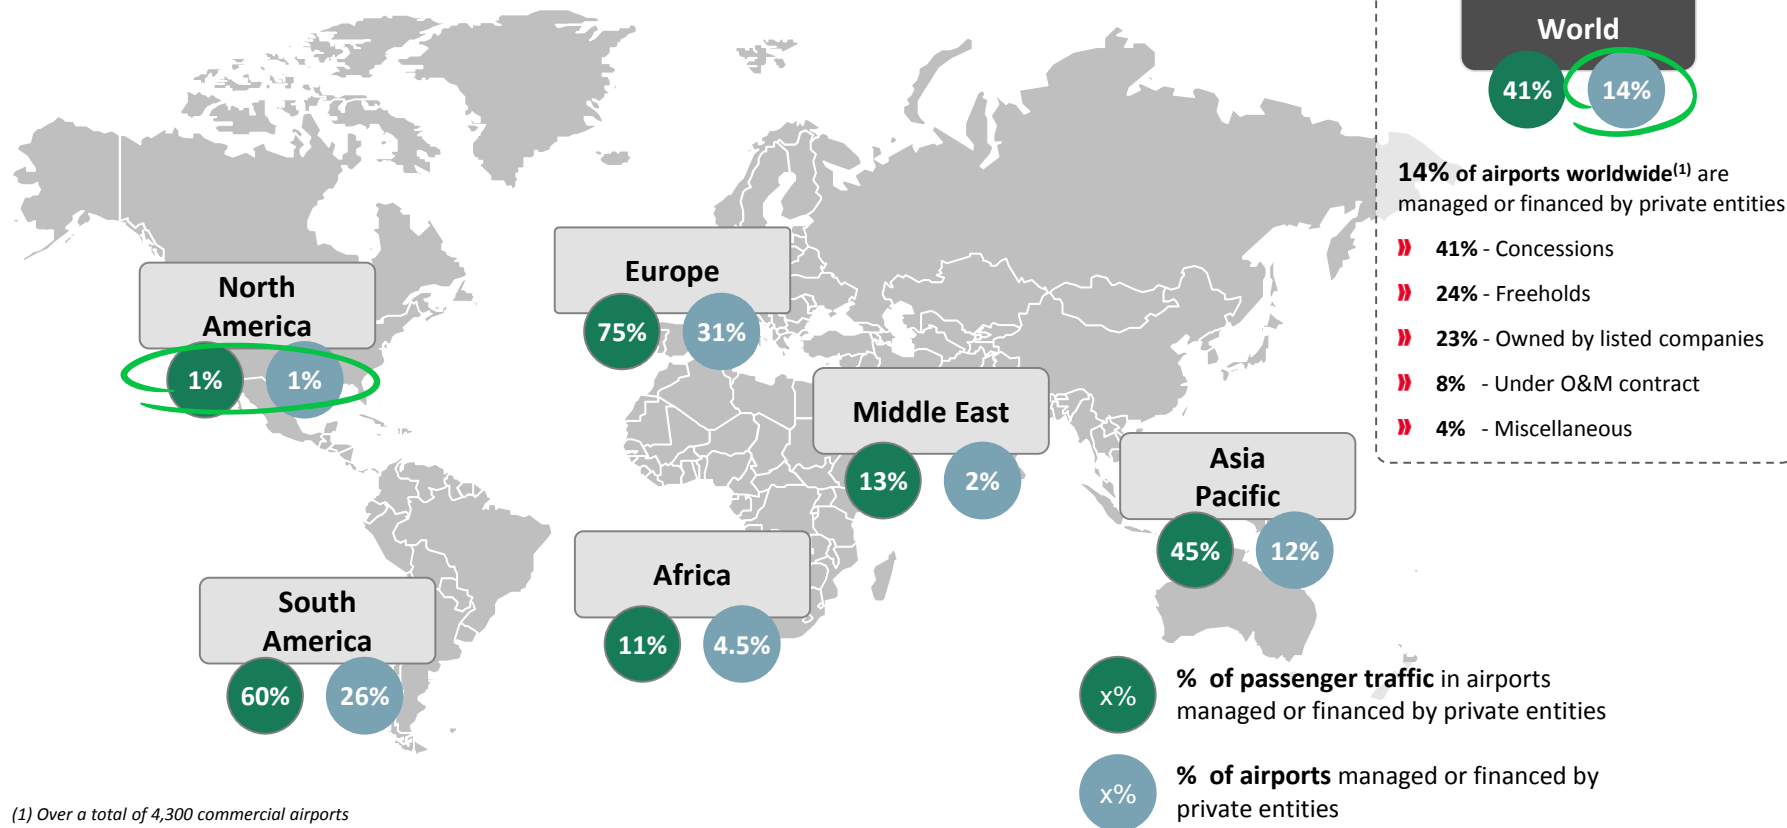 World
41%
14%
14% of airports worldwide(1) are
managed or financed by private entities
41% - Concessions
24% - Freeholds
23% - Owned by listed companies
8% - Under O&M contract
4% - Miscellaneous
North
America
1%
1%
Europe
75%
31%
Middle East
13%
2%
Asia
Pacific
45%
12%
Africa
11%
4.5%
South
America
60%
26%
x%
% of passenger traffic in airports
managed or financed by private entities
x%
% of airports managed or financed by
private entities
(1) Over a total of 4,300 commercial airports